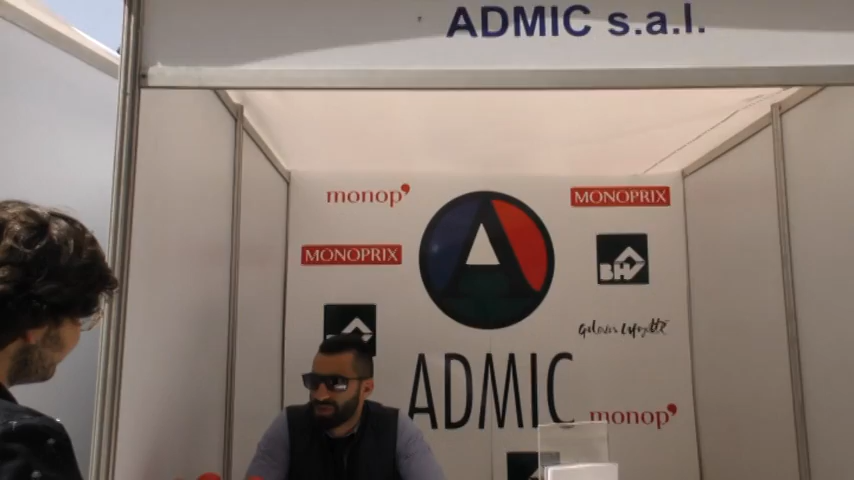 ADMIC s.a.l.
monop'
MONOPRIX
MONOPRIX
BHV
Galeries Lafayette
ADMIC
monop'